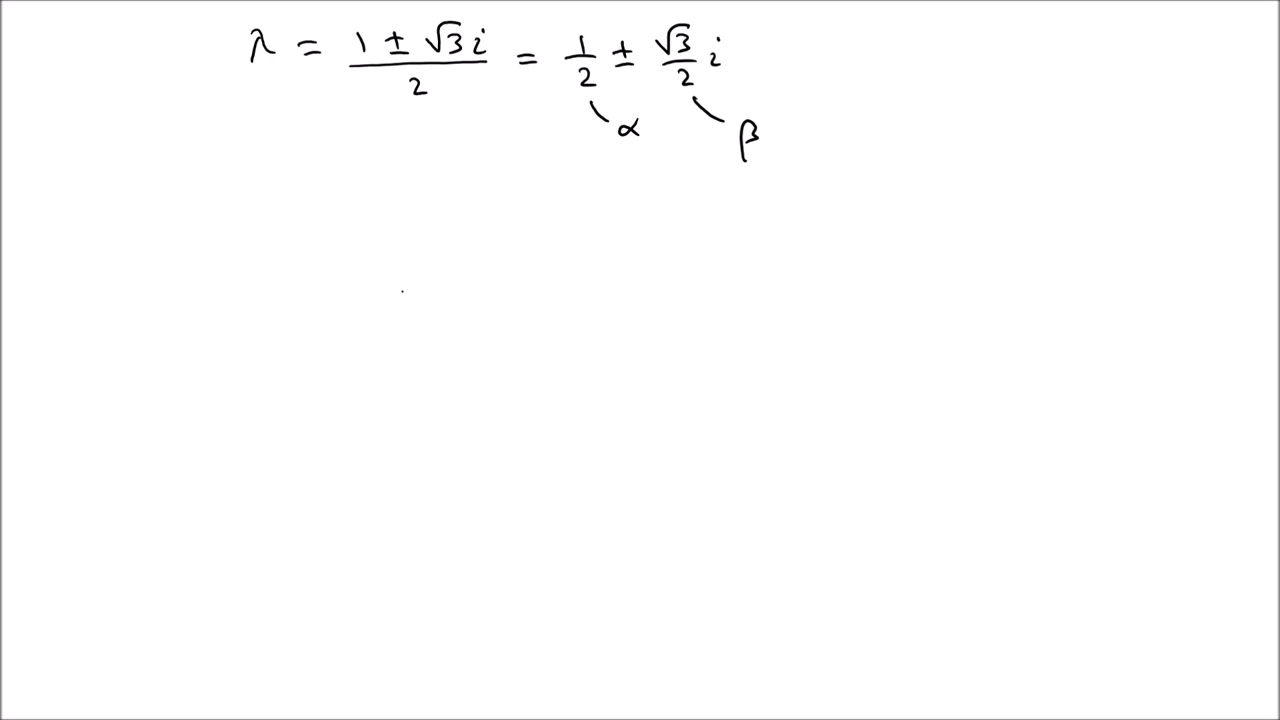 λ = (1 ± √3 i)/2 = 1/2 ± √3/2 i
α β